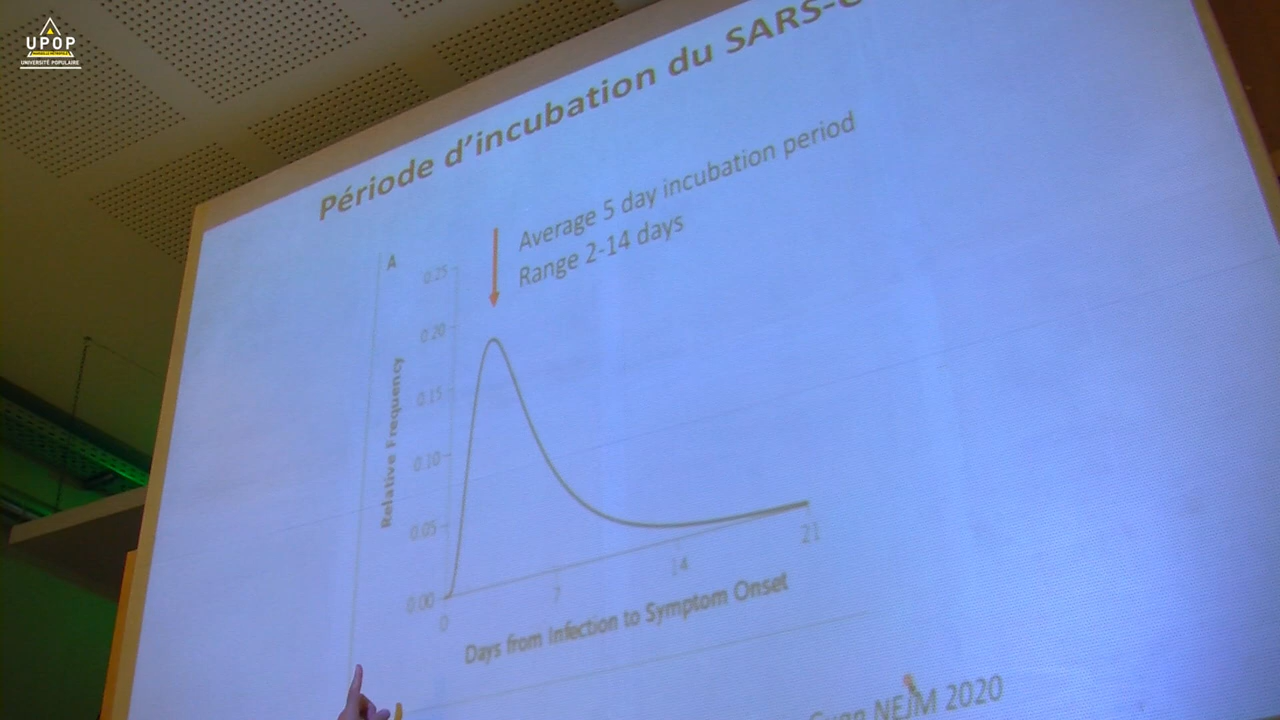 UPOP
UNIVERSITÉ POPULAIRE
Période d'incubation du SARS-
Average 5 day incubation period
Range 2-14 days
A
0.25
0.20
0.15
0.10
0.05
0.00
Relative Frequency
0
7
14
21
Days from Infection to Symptom Onset
NEJM 2020